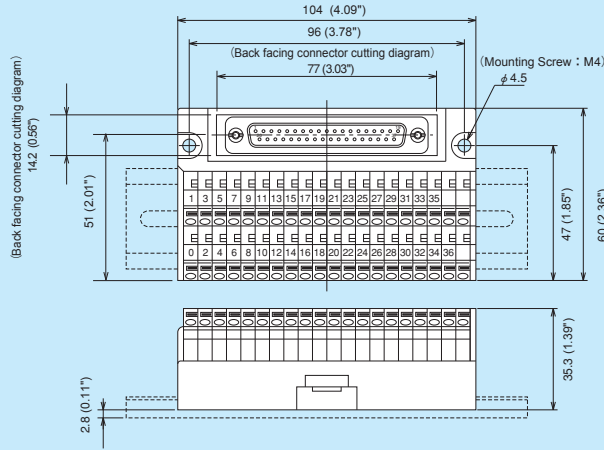 104 (4.09")
96 (3.78")
(Back facing connector cutting diagram)
77 (3.03")
(Mounting Screw：M4)
φ4.5
(Back facing connector cutting diagram)
14.2 (0.56")
51 (2.01")
47 (1.85")
60 (2.36")
1 3 5 7 9 11 13 15 17 19 21 23 25 27 29 31 33 35
0 2 4 6 8 10 12 14 16 18 20 22 24 26 28 30 32 34 36
35.3 (1.39")
2.8 (0.11")